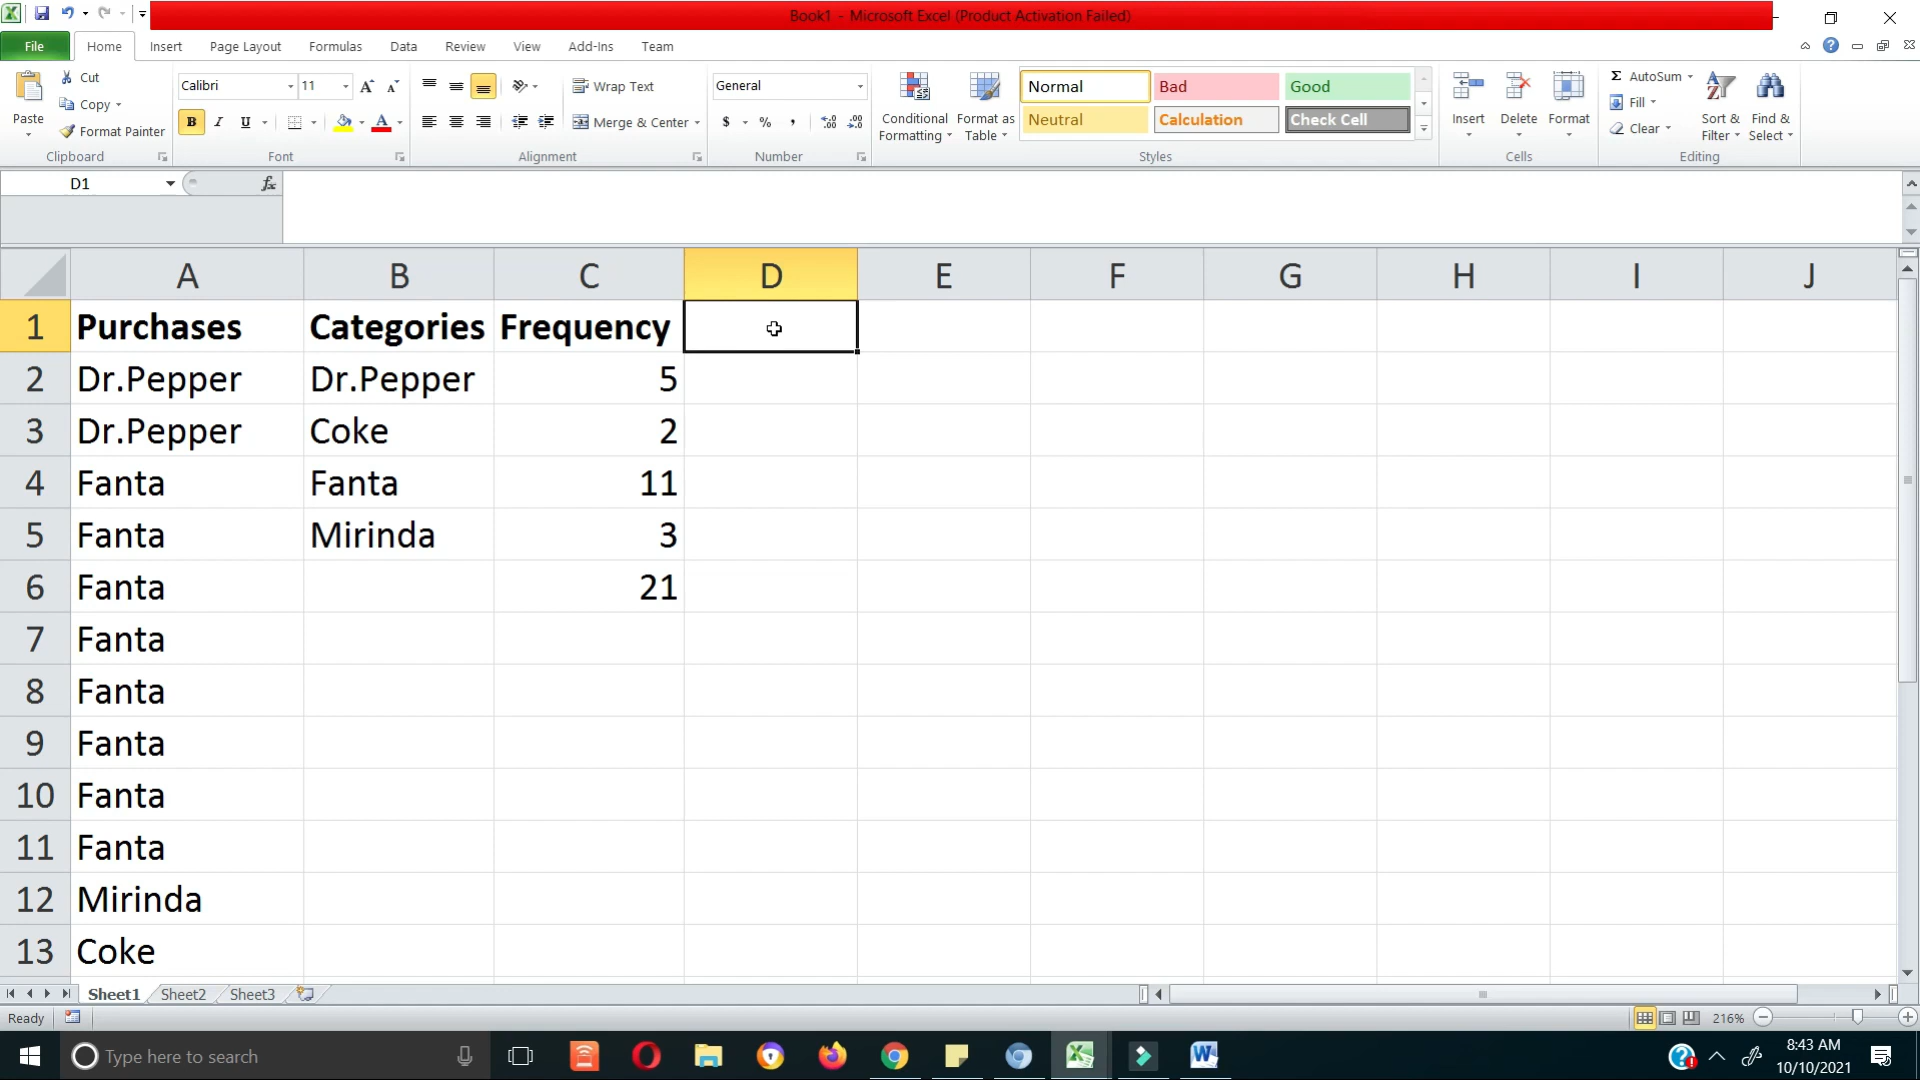 Book1 - Microsoft Excel (Product Activation Failed)
File Home Insert Page Layout Formulas Data Review View Add-Ins Team
Paste
Cut
Copy
Format Painter
Clipboard
Calibri 11
B I U
Font
Wrap Text
Merge & Center
Alignment
General
$ % ,
Number
Conditional Formatting
Format as Table
Normal Bad Good
Neutral Calculation Check Cell
Styles
Insert Delete Format
Cells
Σ AutoSum
Fill
Clear
Sort & Filter
Find & Select
Editing
D1 fx
A B C D E F G H I J
1 Purchases Categories Frequency
2 Dr.Pepper Dr.Pepper 5
3 Dr.Pepper Coke 2
4 Fanta Fanta 11
5 Fanta Mirinda 3
6 Fanta 21
7 Fanta
8 Fanta
9 Fanta
10 Fanta
11 Fanta
12 Mirinda
13 Coke
Sheet1 Sheet2 Sheet3
Ready 216%
Type here to search
8:43 AM
10/10/2021